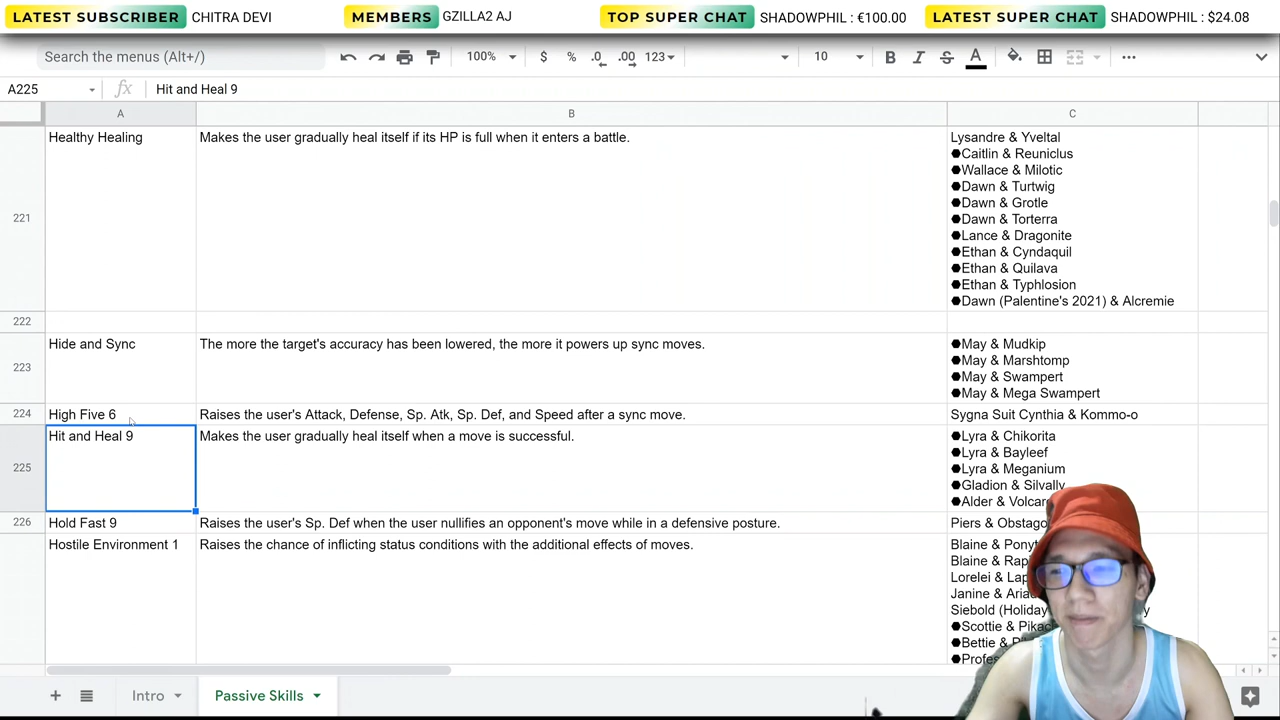 LATEST SUBSCRIBER CHITRA DEVI MEMBERS GZILLA2 AJ TOP SUPER CHAT SHADOWPHIL : €100.00 LATEST SUPER CHAT SHADOWPHIL : $24.08
Search the menus (Alt+/) 100% $ % .0 .00 123 10 B I S A
A225 fx Hit and Heal 9
A B C
Healthy Healing Makes the user gradually heal itself if its HP is full when it enters a battle. Lysandre & Yveltal
●Caitlin & Reuniclus
●Wallace & Milotic
●Dawn & Turtwig
●Dawn & Grotle
221 ●Dawn & Torterra
●Lance & Dragonite
●Ethan & Cyndaquil
●Ethan & Quilava
●Ethan & Typhlosion
●Dawn (Palentine's 2021) & Alcremie
222
Hide and Sync The more the target's accuracy has been lowered, the more it powers up sync moves. ●May & Mudkip
223 ●May & Marshtomp
●May & Swampert
●May & Mega Swampert
224 High Five 6 Raises the user's Attack, Defense, Sp. Atk, Sp. Def, and Speed after a sync move. Sygna Suit Cynthia & Kommo-o
Hit and Heal 9 Makes the user gradually heal itself when a move is successful. ●Lyra & Chikorita
●Lyra & Bayleef
225 ●Lyra & Meganium
●Gladion & Silvally
●Alder &
226 Hold Fast 9 Raises the user's Sp. Def when the user nullifies an opponent's move while in a defensive posture. Piers &
Hostile Environment 1 Raises the chance of inflicting status conditions with the additional effects of moves. Blaine &
Blaine &
Lorelei &
Janine &
Siebold
●Scottie &
●Bettie &
Intro Passive Skills